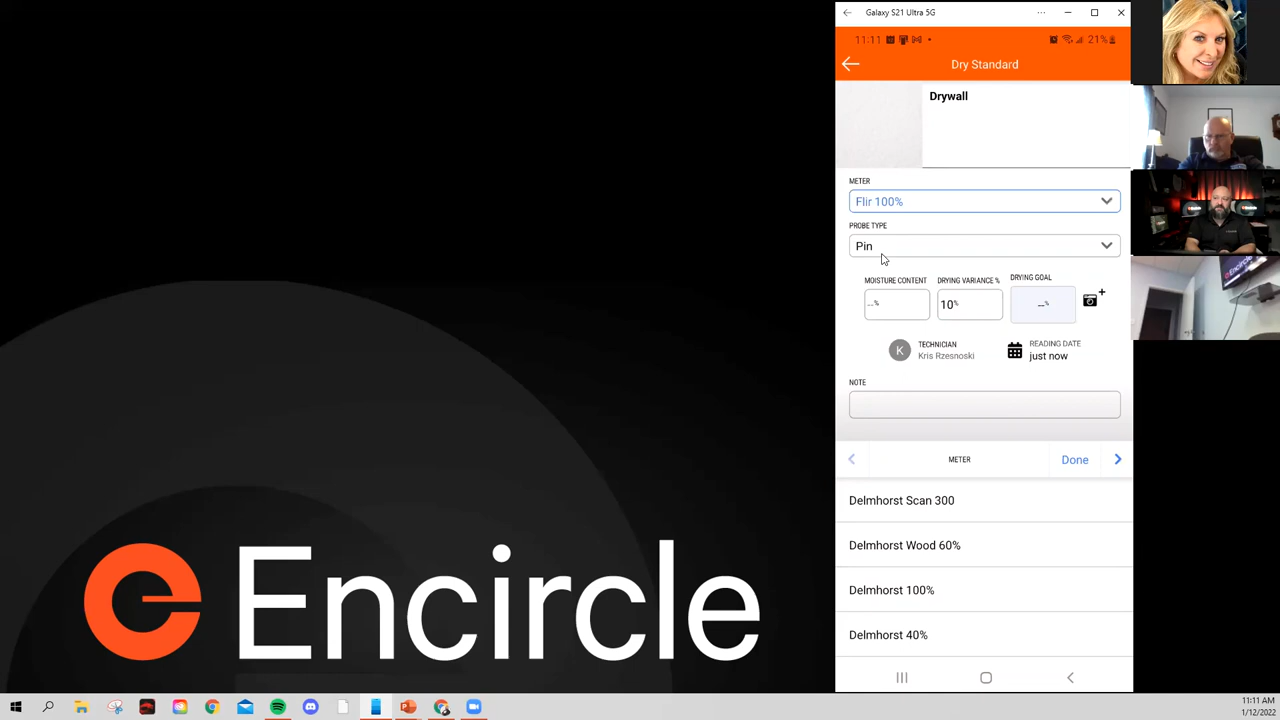 Galaxy S21 Ultra 5G
11:11
21%
Dry Standard
Drywall
METER
Flir 100%
PROBE TYPE
Pin
MOISTURE CONTENT
DRYING VARIANCE %
DRYING GOAL
--%
10%
--%
K
TECHNICIAN
Kris Rzesnoski
READING DATE
just now
NOTE
METER
Done
Delmhorst Scan 300
Delmhorst Wood 60%
Delmhorst 100%
Delmhorst 40%
Encircle
11:11 AM
1/12/2022